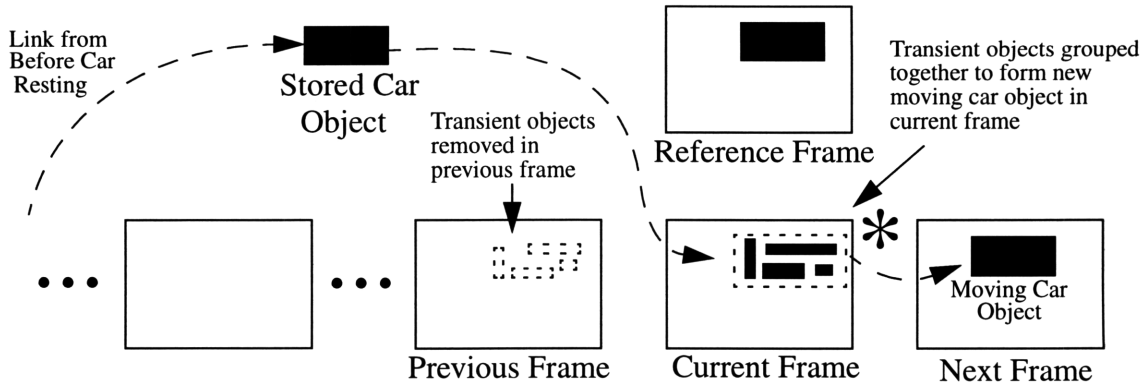 Link from
Before Car
Resting
Stored Car
Object
Transient objects
removed in
previous frame
Reference Frame
Transient objects grouped
together to form new
moving car object in
current frame
*
Moving Car
Object
Previous Frame
Current Frame
Next Frame